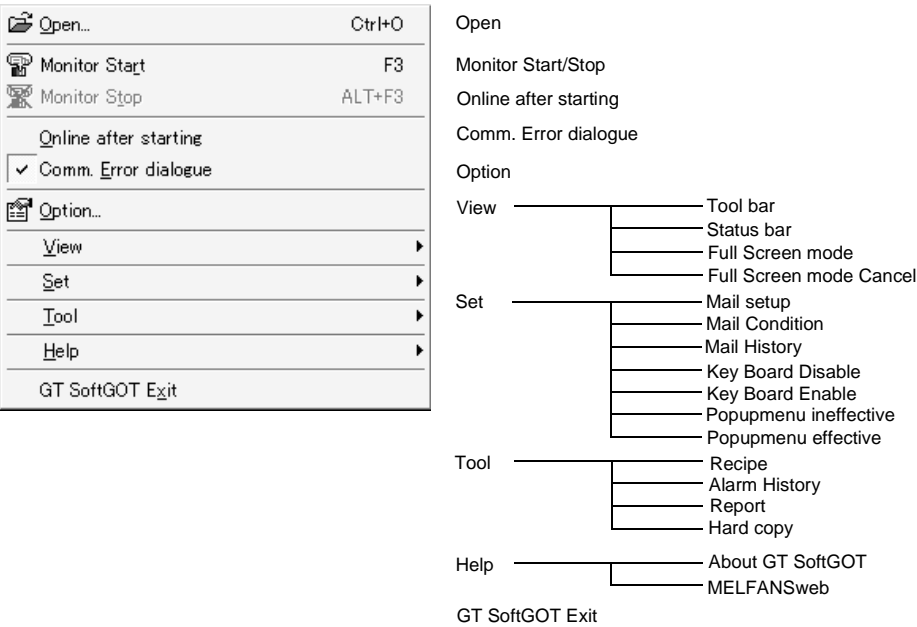 Open... Ctrl+O
Monitor Start F3
Monitor Stop ALT+F3
Online after starting
Comm. Error dialogue
Option...
View
Set
Tool
Help
GT SoftGOT Exit
Open
Monitor Start/Stop
Online after starting
Comm. Error dialogue
Option
View
Tool bar
Status bar
Full Screen mode
Full Screen mode Cancel
Set
Mail setup
Mail Condition
Mail History
Key Board Disable
Key Board Enable
Popupmenu ineffective
Popupmenu effective
Tool
Recipe
Alarm History
Report
Hard copy
Help
About GT SoftGOT
MELFANSweb
GT SoftGOT Exit